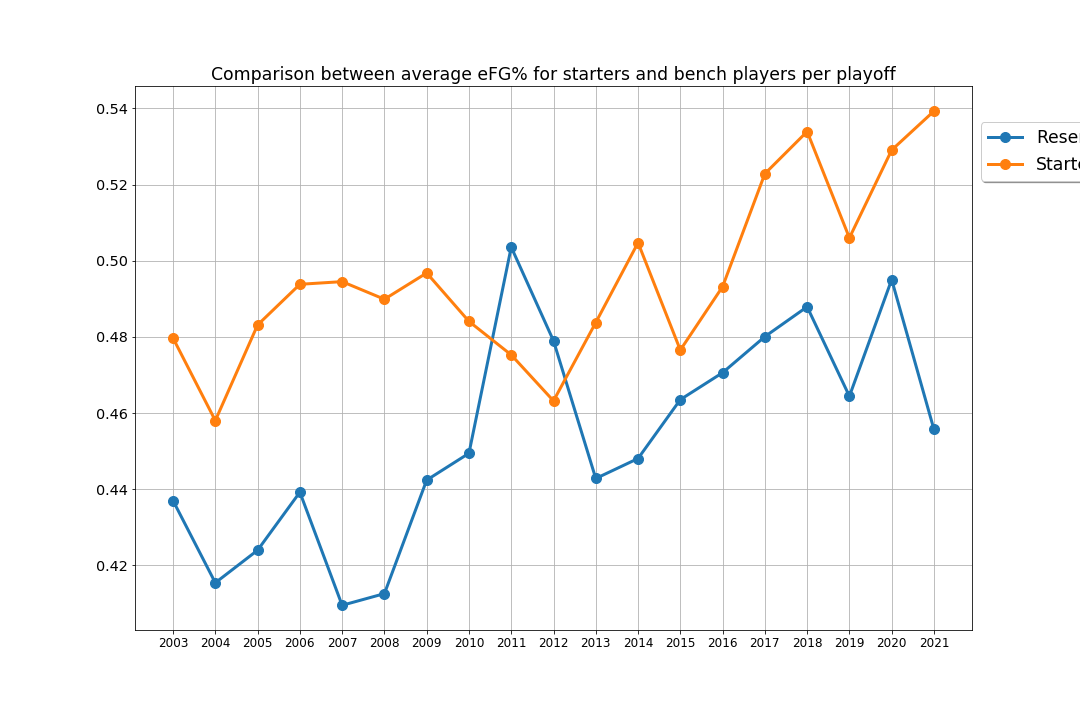 Comparison between average eFG% for starters and bench players per playoff
0.54
0.52
0.50
0.48
0.46
0.44
0.42
2003 2004 2005 2006 2007 2008 2009 2010 2011 2012 2013 2014 2015 2016 2017 2018 2019 2020 2021
Reser
Starte